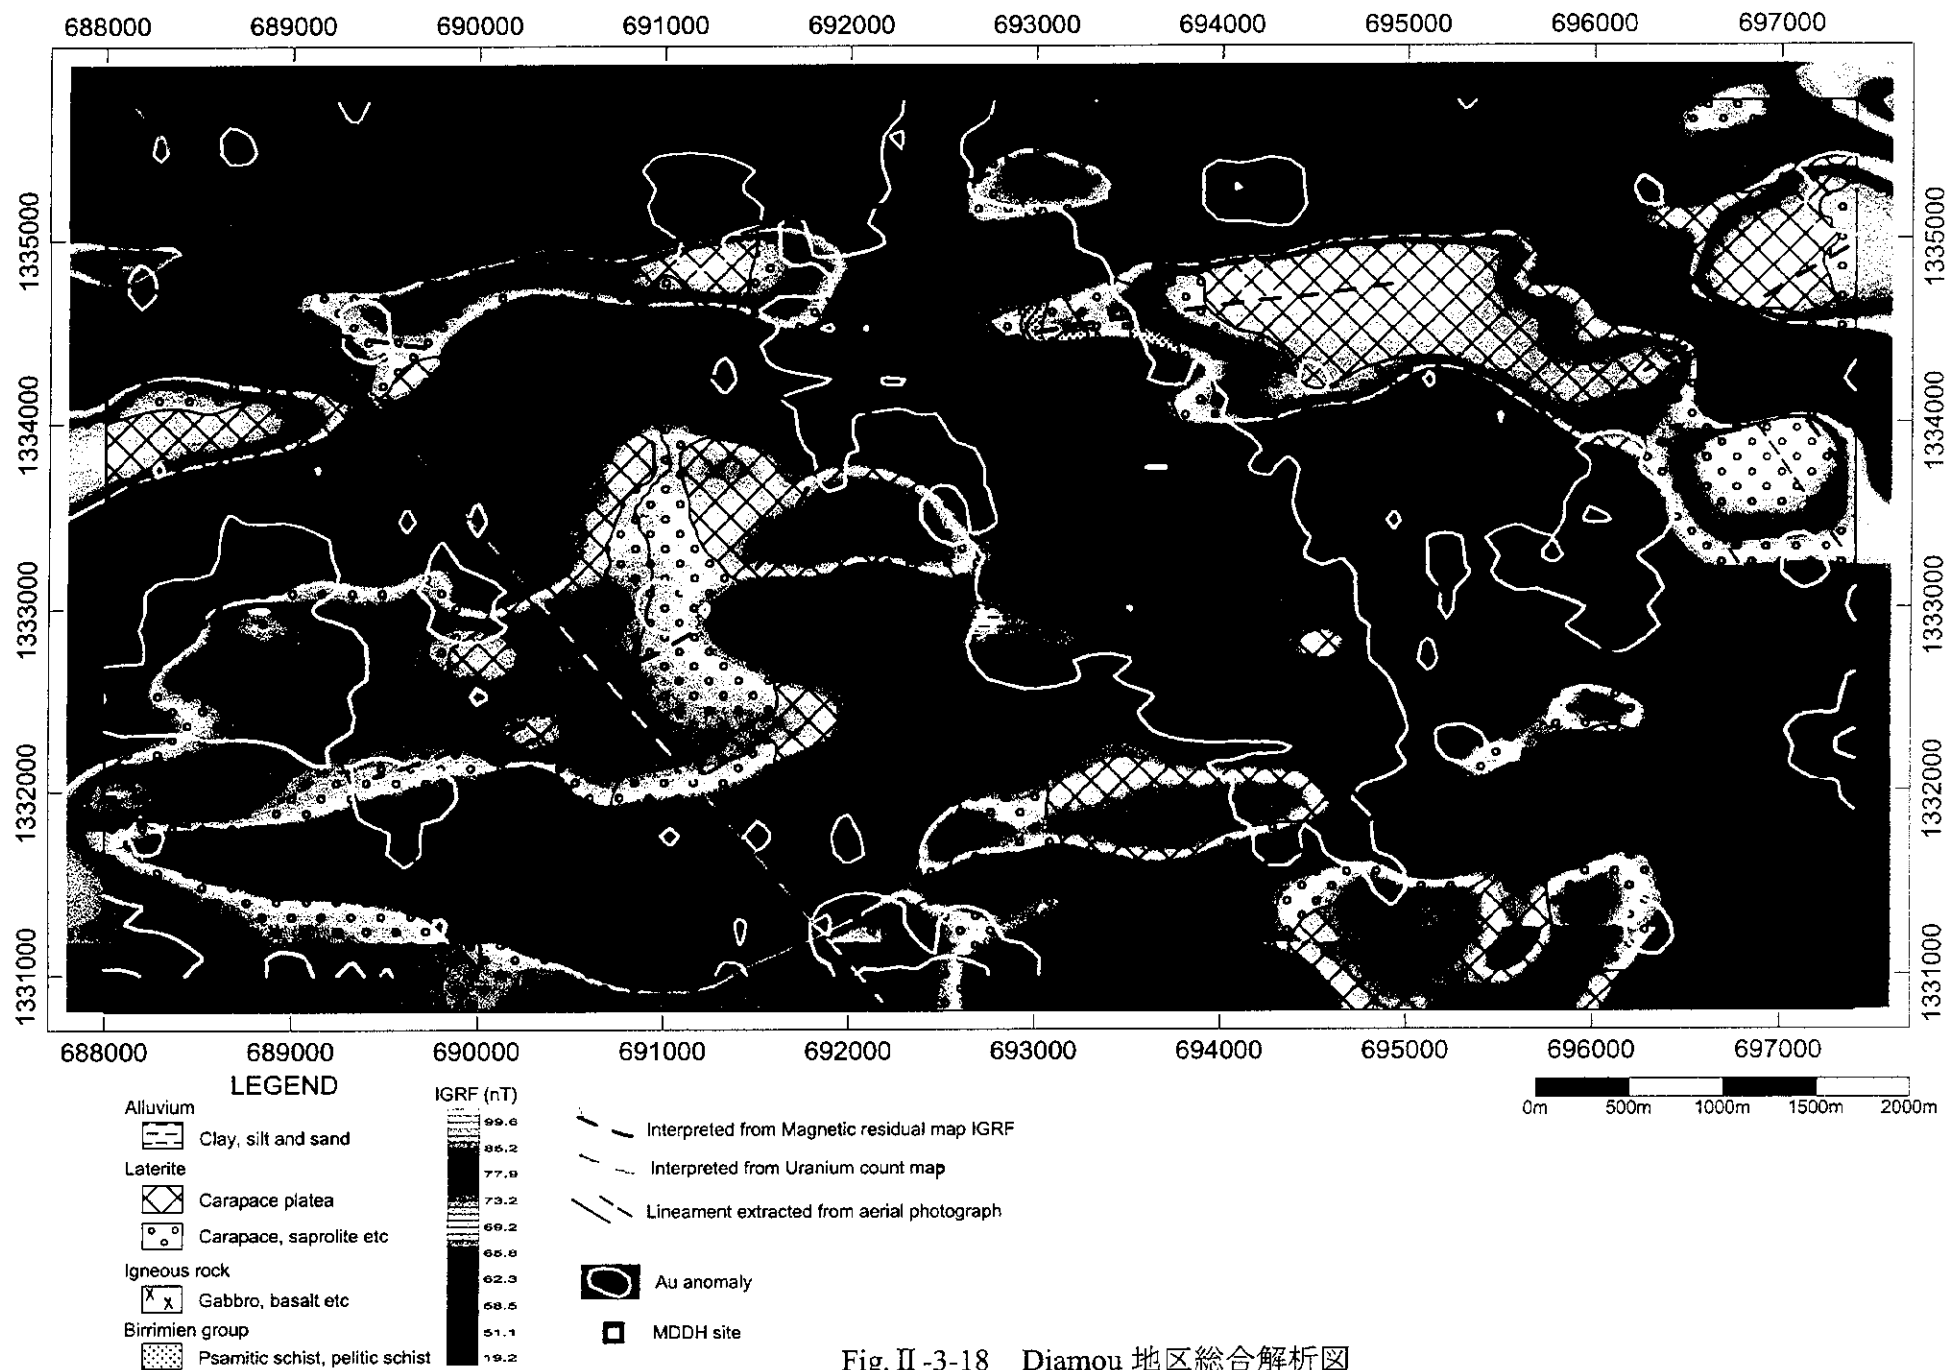 688000 689000 690000 691000 692000 693000 694000 695000 696000 697000
1335000 1335000
1334000 1334000
1333000 1333000
1332000 1332000
1331000 1331000
688000 689000 690000 691000 692000 693000 694000 695000 696000 697000
LEGEND
Alluvium
Clay, silt and sand
Laterite
Carapace platea
Carapace, saprolite etc
Igneous rock
Gabbro, basalt etc
Birrimien group
Psamitic schist, pelitic schist
IGRF (nT)
99.6
85.2
77.9
73.2
69.2
65.8
62.3
58.5
51.1
19.2
Interpreted from Magnetic residual map IGRF
Interpreted from Uranium count map
Lineament extracted from aerial photograph
Au anomaly
MDDH site
0m 500m 1000m 1500m 2000m
Fig. Ⅱ-3-18 Diamou 地区総合解析図